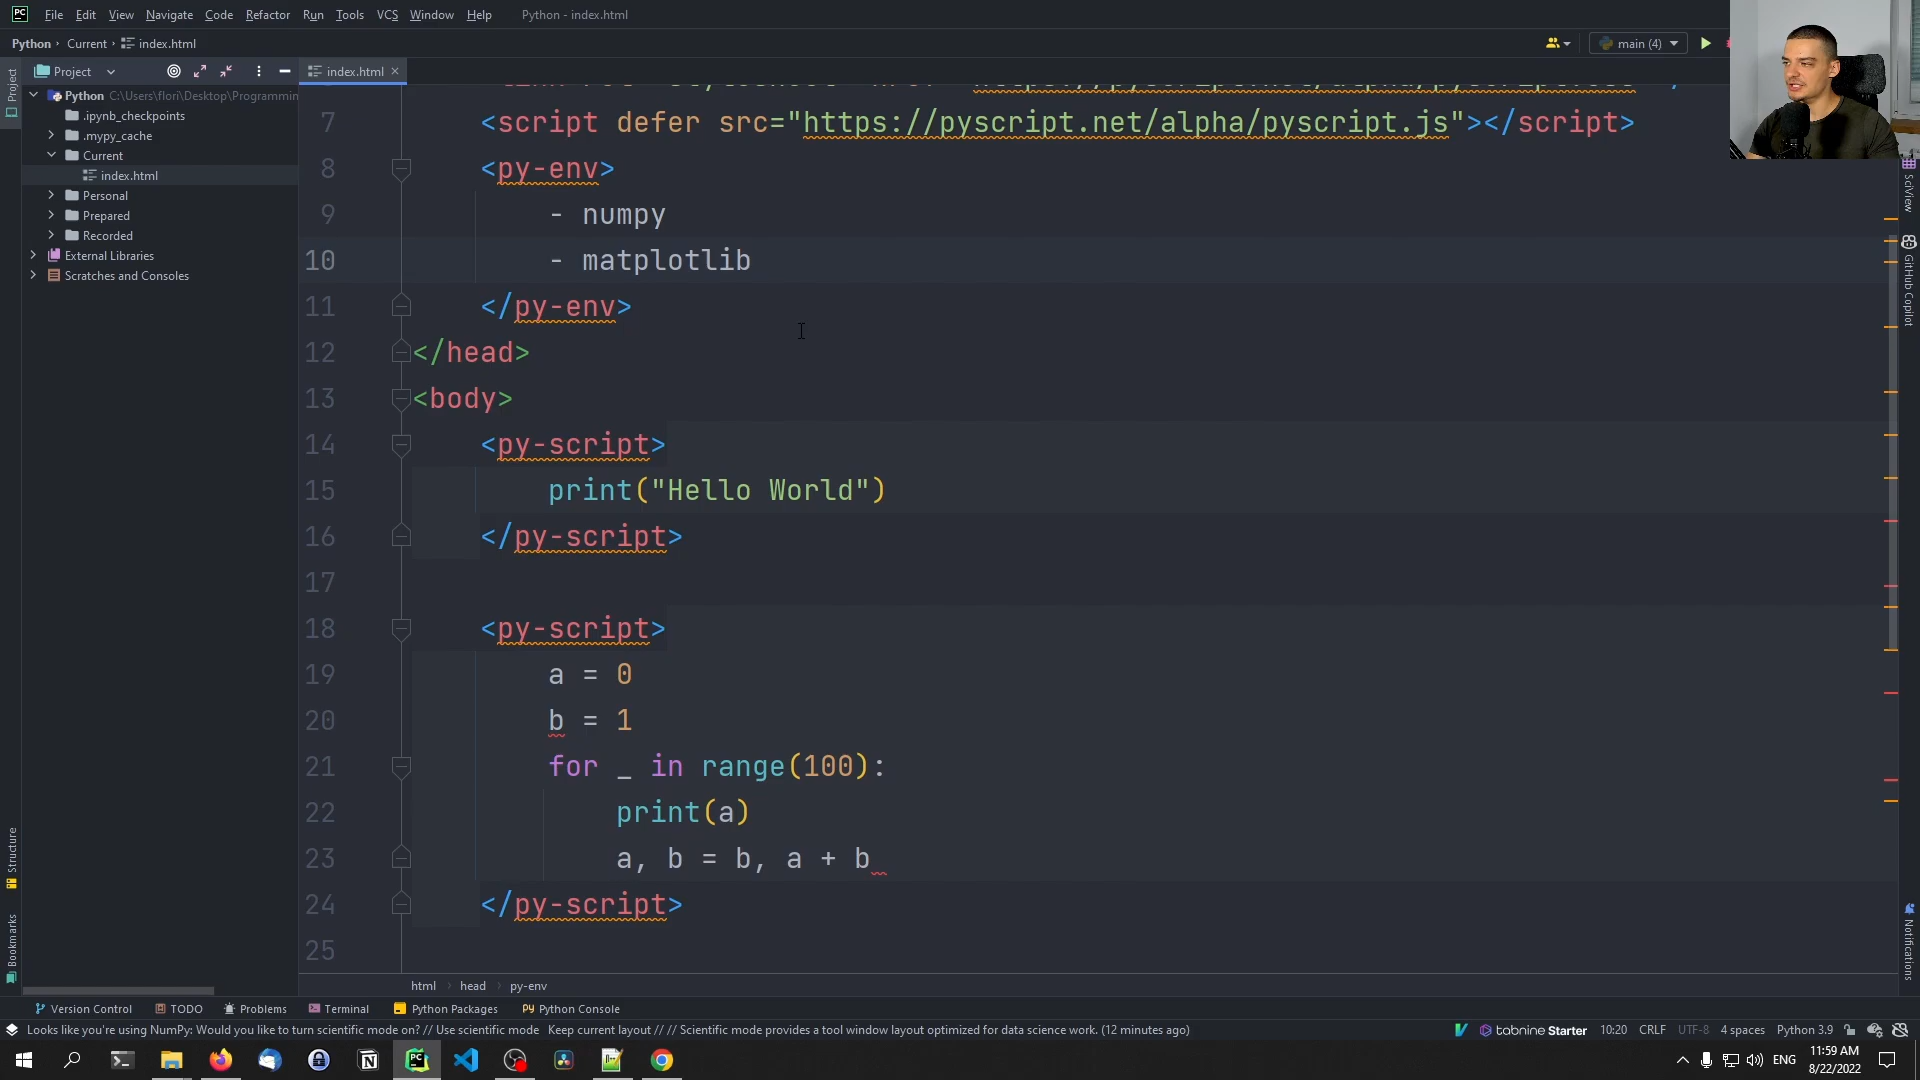 PC File Edit View Navigate Code Refactor Run Tools VCS Window Help Python - index.html
Python Current index.html main (4)
Project
index.html
Project
Python C:\Users\flori\Desktop\Programmin
.ipynb_checkpoints
.mypy_cache
Current
index.html
Personal
Prepared
Recorded
External Libraries
Scratches and Consoles
7 <script defer src="https://pyscript.net/alpha/pyscript.js"></script>
8 <py-env>
9 - numpy
10 - matplotlib
11 </py-env>
12 </head>
13 <body>
14 <py-script>
15 print("Hello World")
16 </py-script>
17
18 <py-script>
19 a = 0
20 b = 1
21 for _ in range(100):
22 print(a)
23 a, b = b, a + b
24 </py-script>
25
SciView
GitHub Copilot
Notifications
Structure
Bookmarks
html head py-env
Version Control TODO Problems Terminal Python Packages Python Console
Looks like you're using NumPy: Would you like to turn scientific mode on? // Use scientific mode Keep current layout // // Scientific mode provides a tool window layout optimized for data science work. (12 minutes ago)
tabnine Starter 10:20 CRLF UTF-8 4 spaces Python 3.9
ENG 11:59 AM
8/22/2022